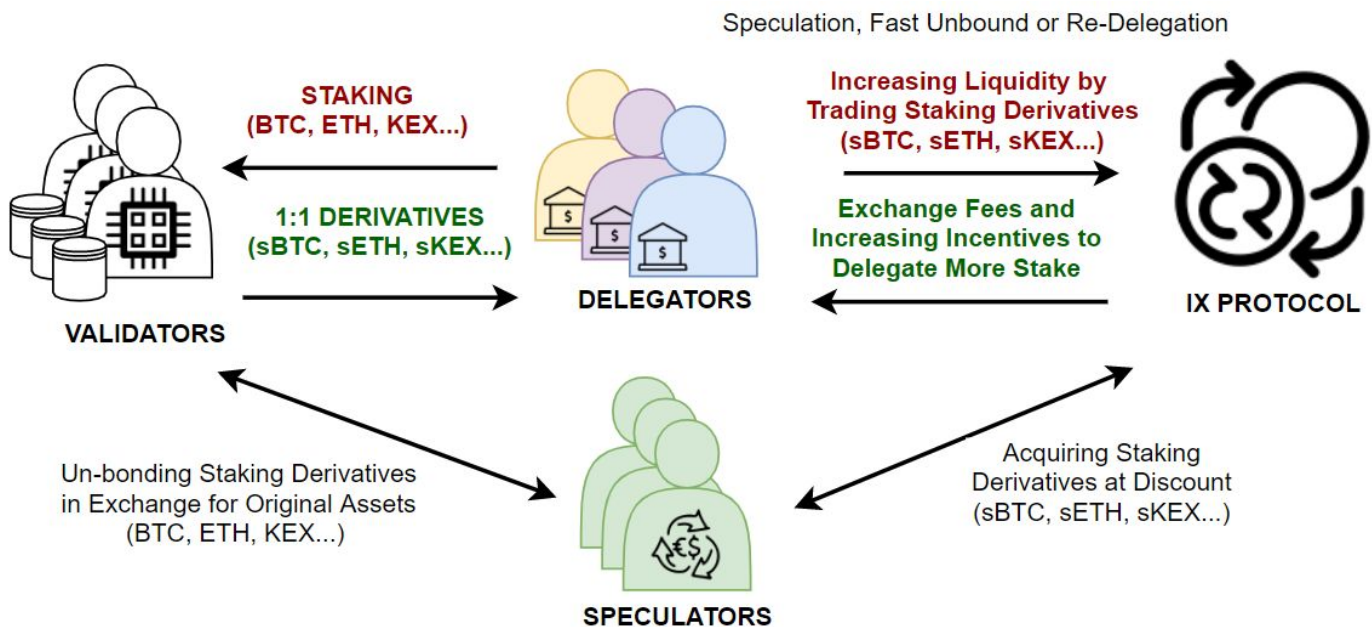 Speculation, Fast Unbound or Re-Delegation
STAKING
(BTC, ETH, KEX...)
1:1 DERIVATIVES
(sBTC, sETH, sKEX...)
VALIDATORS
$
$
$
DELEGATORS
Increasing Liquidity by
Trading Staking Derivatives
(sBTC, sETH, sKEX...)
Exchange Fees and
Increasing Incentives to
Delegate More Stake
IX PROTOCOL
Un-bonding Staking Derivatives
in Exchange for Original Assets
(BTC, ETH, KEX...)
€$
SPECULATORS
Acquiring Staking
Derivatives at Discount
(sBTC, sETH, sKEX...)